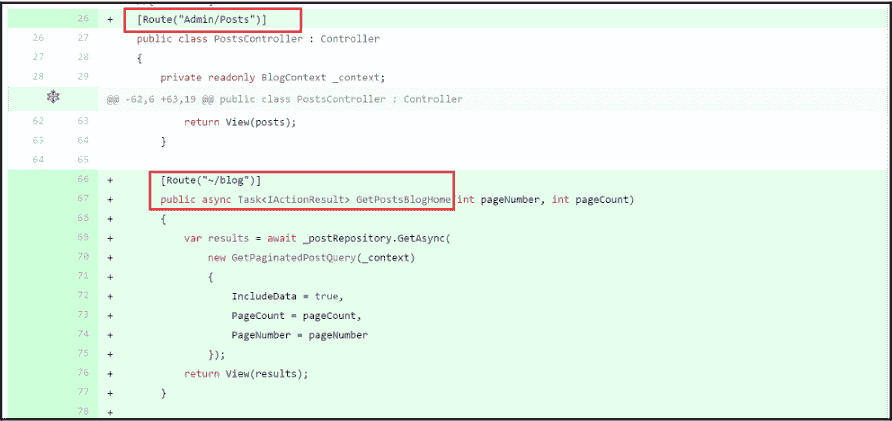 26 + [Route("Admin/Posts")]
26 27 public class PostsController : Controller
27 28 {
28 29 private readonly BlogContext _context;
@@ -62,6 +63,19 @@ public class PostsController : Controller
62 63 return View(posts);
63 64 }
64 65
66 + [Route("~/blog")]
67 + public async Task<IActionResult> GetPostsBlogHome(int pageNumber, int pageCount)
68 + {
69 + var results = await _postRepository.GetAsync(
70 + new GetPaginatedPostQuery(_context)
71 + {
72 + IncludeData = true,
73 + PageCount = pageCount,
74 + PageNumber = pageNumber
75 + });
76 + return View(results);
77 + }
78 +